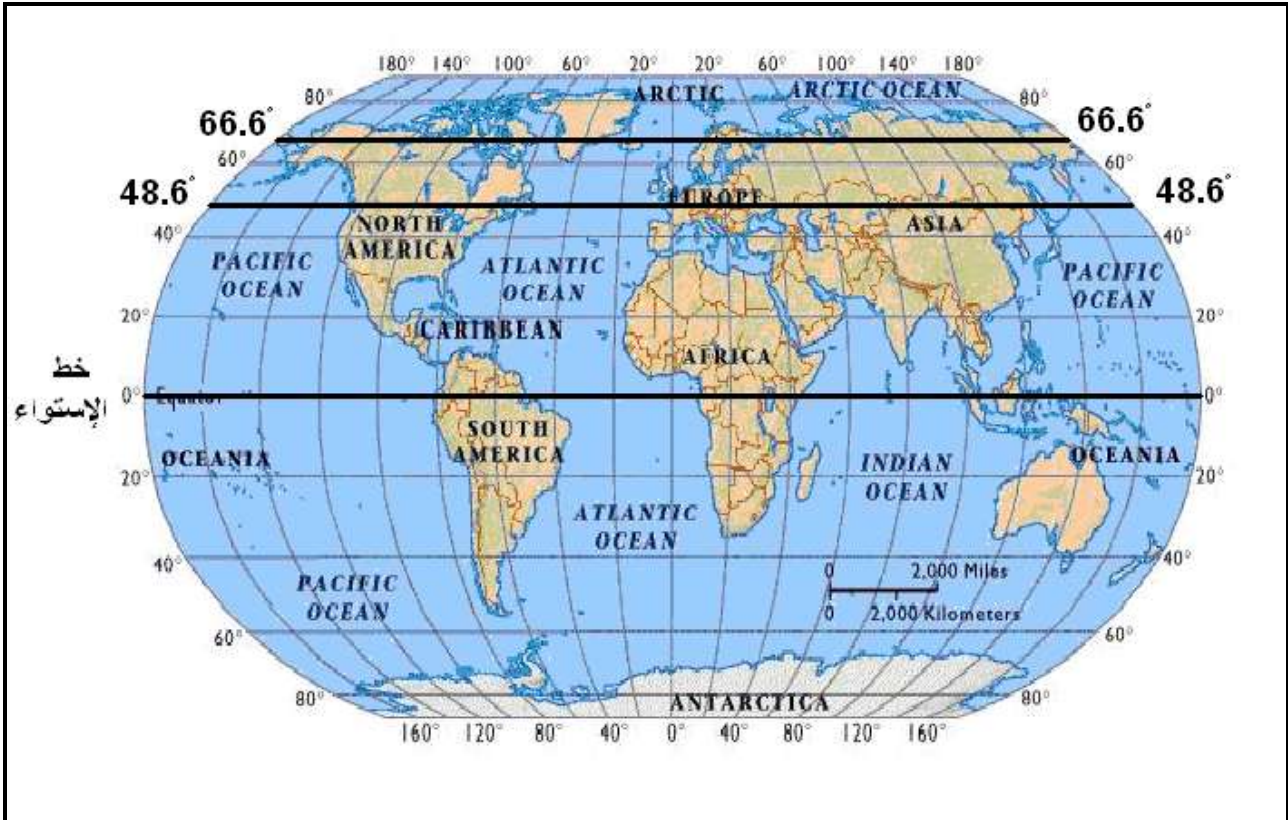 180° 140° 100° 60° 20° 20° 60° 100° 140° 180°
ARCTIC
ARCTIC OCEAN
80° 80°
66.6° 66.6°
60° 60°
48.6° 48.6°
EUROPE
NORTH
AMERICA
ASIA
40° 40°
PACIFIC
OCEAN
ATLANTIC
OCEAN
PACIFIC
OCEAN
20° 20°
CARIBBEAN
AFRICA
خط
الإستواء
0° Equator 0°
SOUTH
AMERICA
OCEANIA
INDIAN
OCEAN
OCEANIA
20° 20°
ATLANTIC
OCEAN
40° 40°
PACIFIC
OCEAN
0 2,000 Miles
0 2,000 Kilometers
60° 60°
80° 80°
ANTARCTICA
160° 120° 80° 40° 0° 40° 80° 120° 160°